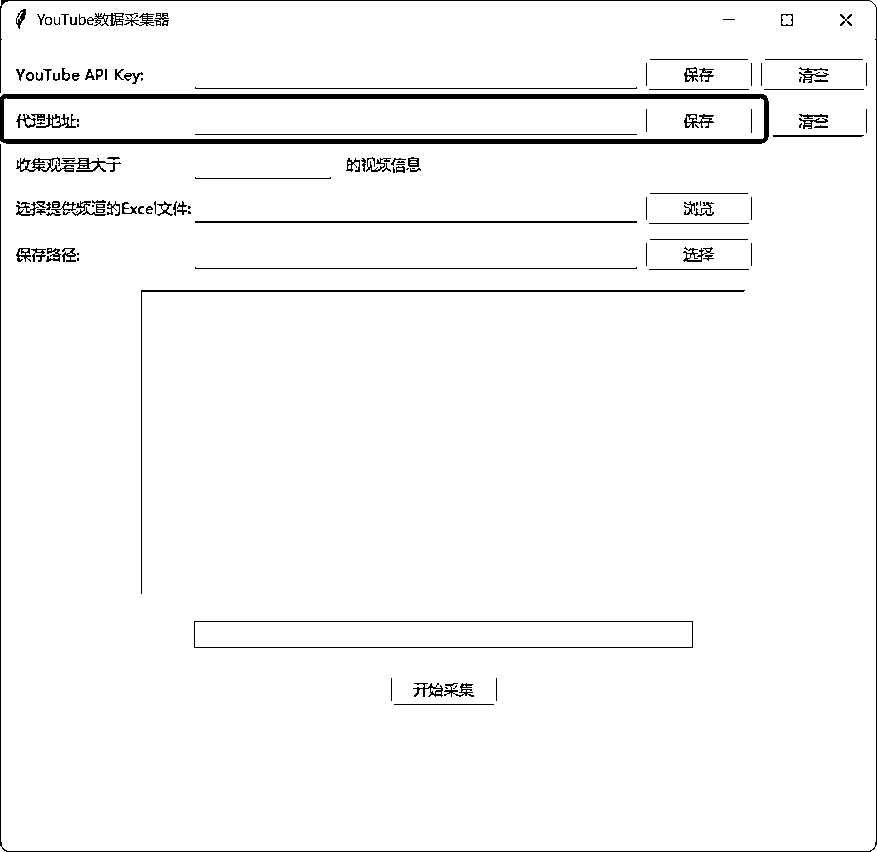 YouTube数据采集器
YouTube API Key: 保存 清空
代理地址: 保存 清空
收集观看量大于 的视频信息
选择提供频道的Excel文件: 浏览
保存路径: 选择
开始采集